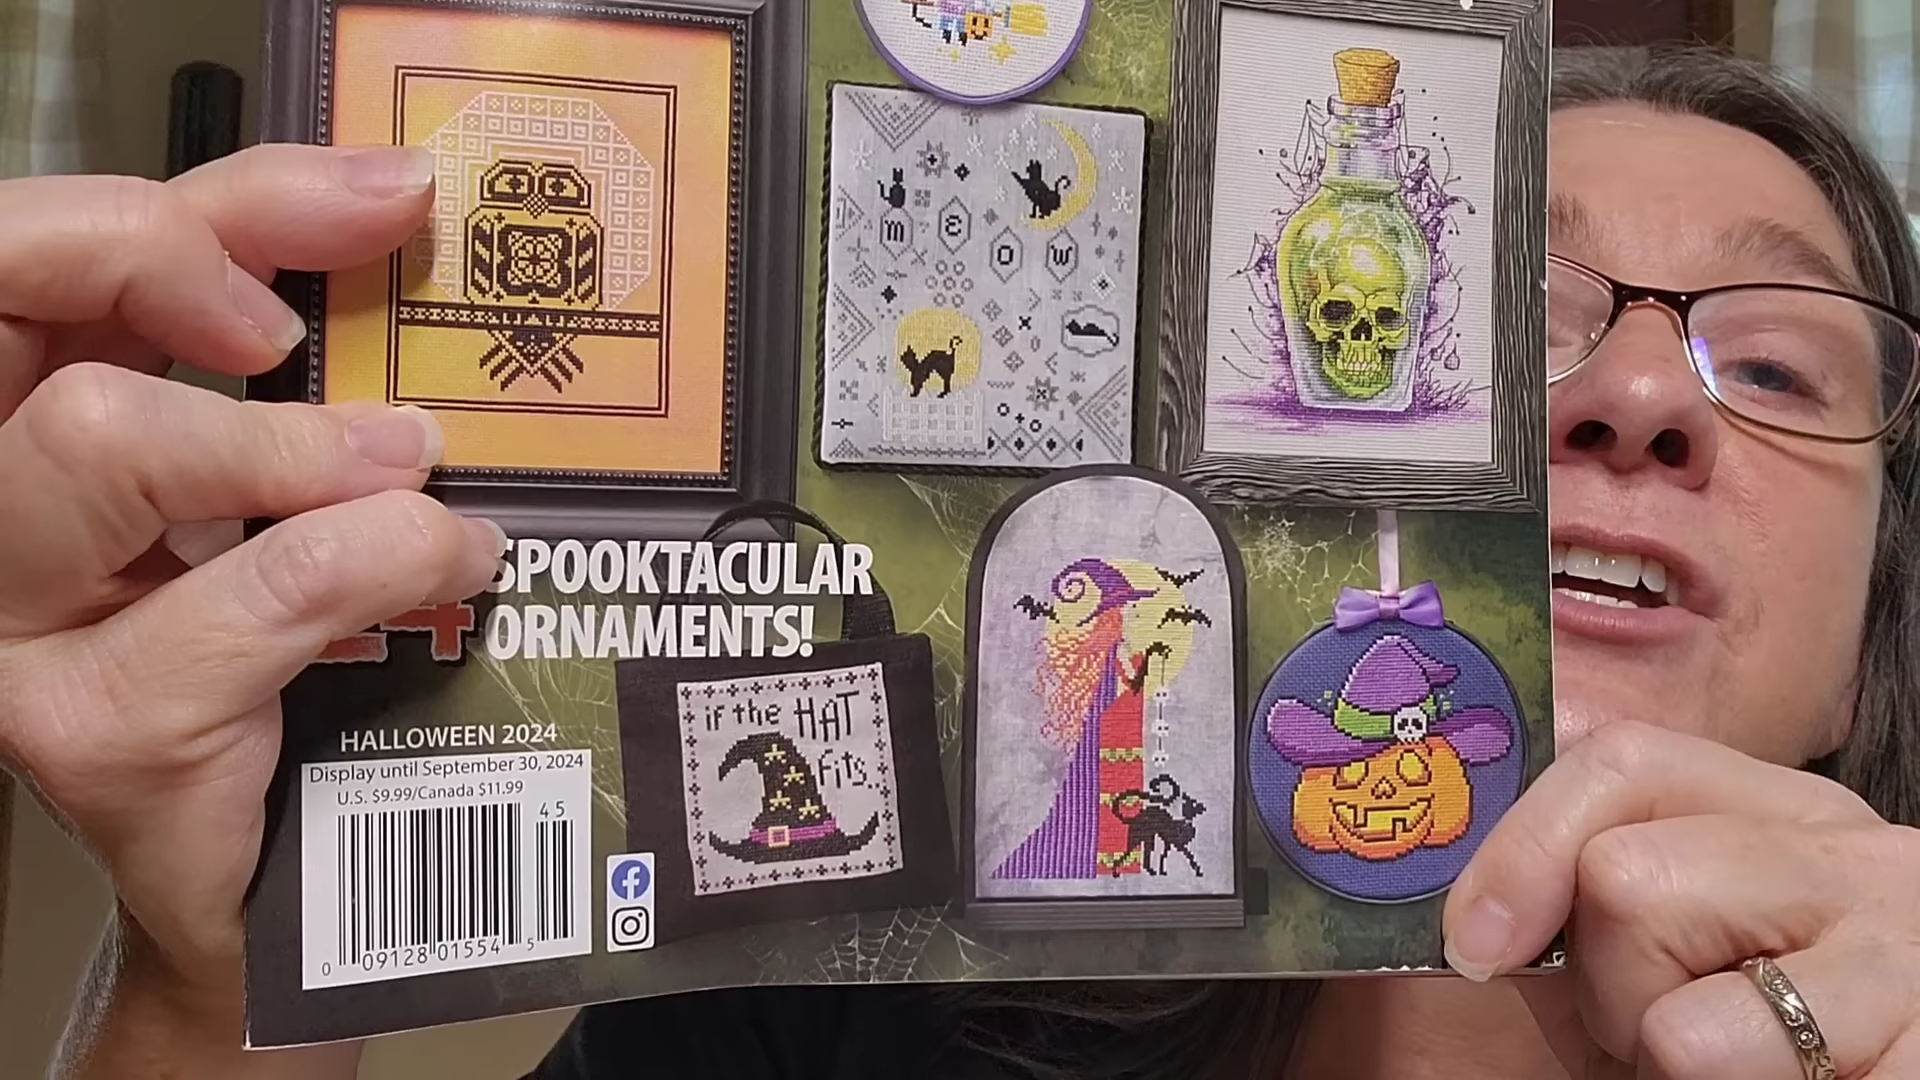 mEOW
SPOOKTACULAR
ORNAMENTS!
if the HAT
fits..
HALLOWEEN 2024
Display until September 30, 2024
U.S. $9.99/Canada $11.99
45
0 09128 01554 5